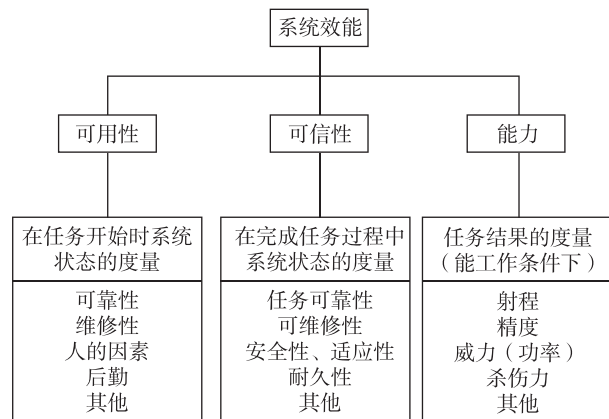 系统效能
可用性
可信性
能力
在任务开始时系统
状态的度量
可靠性
维修性
人的因素
后勤
其他
在完成任务过程中
系统状态的度量
任务可靠性
可维修性
安全性、适应性
耐久性
其他
任务结果的度量
（能工作条件下）
射程
精度
威力（功率）
杀伤力
其他